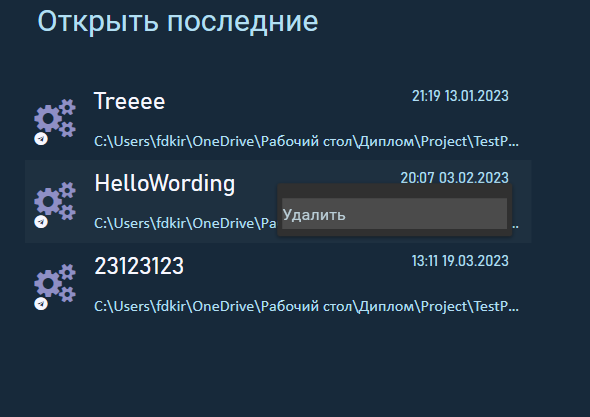 Открыть последние
Treeee 21:19 13.01.2023
C:\Users\fdkir\OneDrive\Рабочий стол\Диплом\Project\TestP...
HelloWording 20:07 03.02.2023
C:\Users\fdkir\OneDrive\Ра
Удалить
23123123 13:11 19.03.2023
C:\Users\fdkir\OneDrive\Рабочий стол\Диплом\Project\TestP...